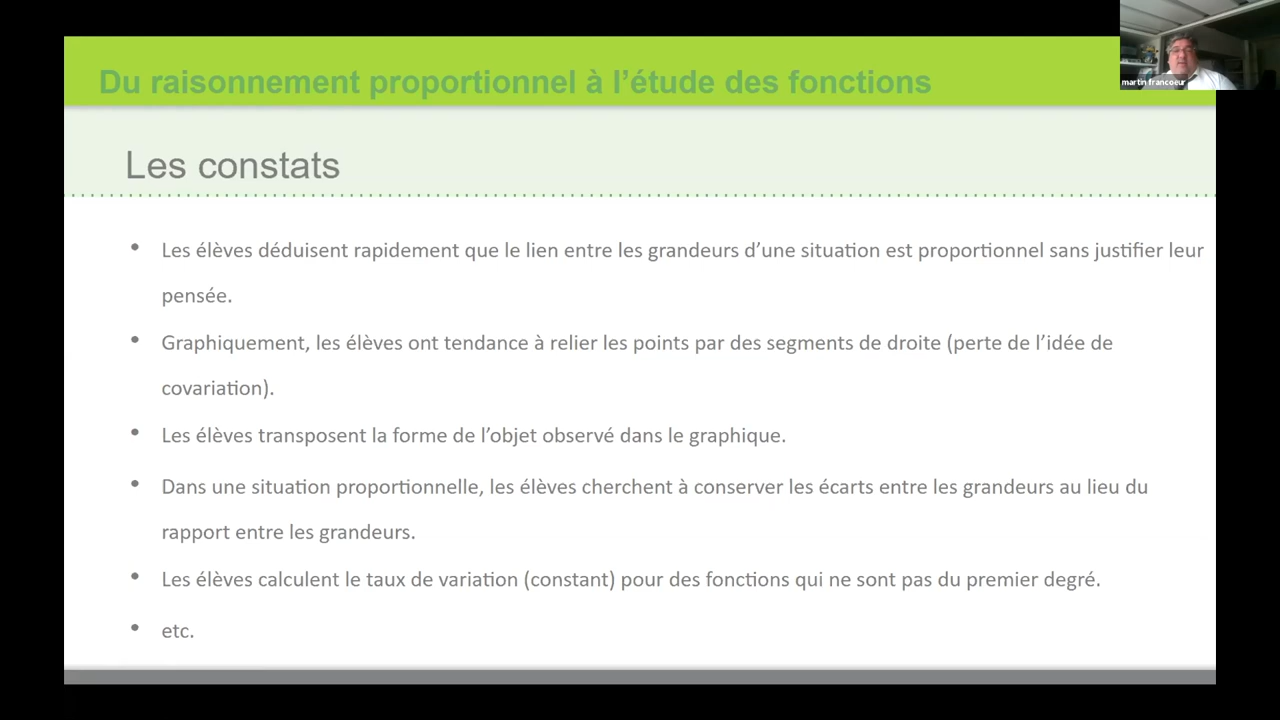 Du raisonnement proportionnel à l’étude des fonctions
martin francoeur
Les constats
• Les élèves déduisent rapidement que le lien entre les grandeurs d’une situation est proportionnel sans justifier leur
pensée.
• Graphiquement, les élèves ont tendance à relier les points par des segments de droite (perte de l’idée de
covariation).
• Les élèves transposent la forme de l’objet observé dans le graphique.
• Dans une situation proportionnelle, les élèves cherchent à conserver les écarts entre les grandeurs au lieu du
rapport entre les grandeurs.
• Les élèves calculent le taux de variation (constant) pour des fonctions qui ne sont pas du premier degré.
• etc.